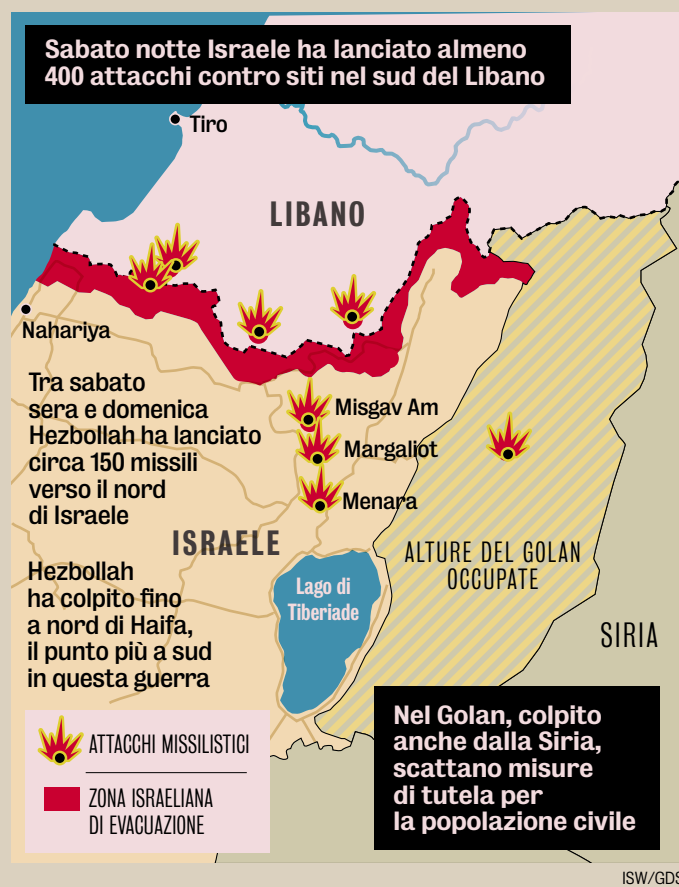 Sabato notte Israele ha lanciato almeno
400 attacchi contro siti nel sud del Libano
Tiro
LIBANO
Nahariya
Tra sabato
sera e domenica
Hezbollah ha lanciato
circa 150 missili
verso il nord
di Israele
Misgav Am
Margaliot
Menara
ISRAELE
ALTURE DEL GOLAN
OCCUPATE
Hezbollah
ha colpito fino
a nord di Haifa,
il punto più a sud
in questa guerra
Lago di
Tiberiade
SIRIA
ATTACCHI MISSILISTICI
ZONA ISRAELIANA
DI EVACUAZIONE
Nel Golan, colpito
anche dalla Siria,
scattano misure
di tutela per
la popolazione civile
ISW/GDS